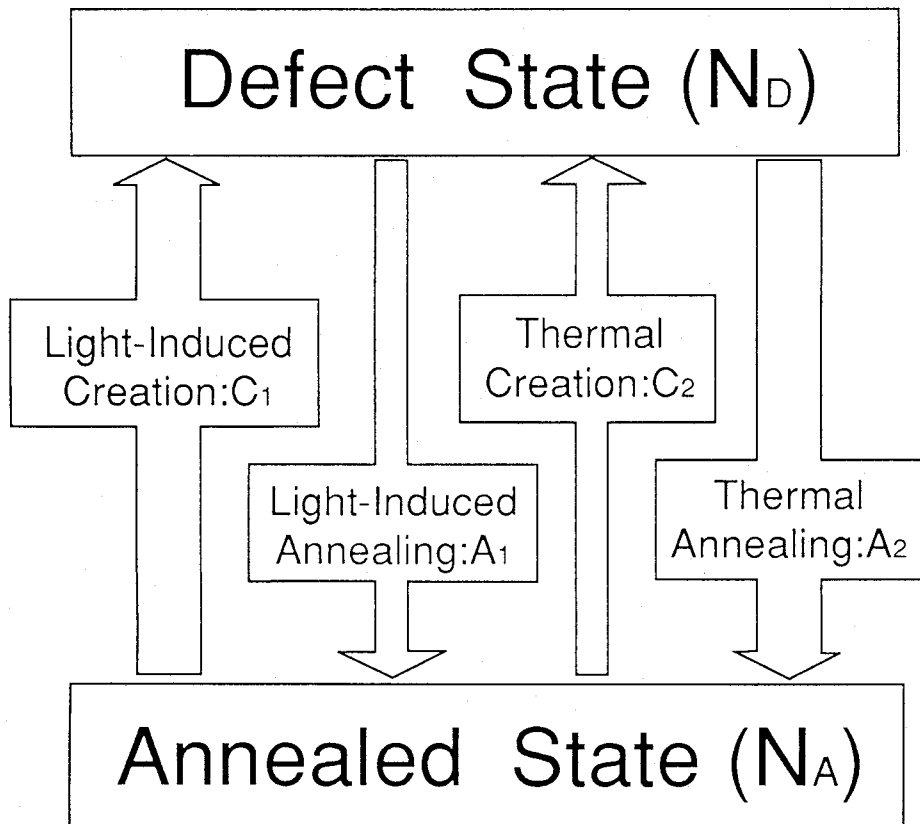 Defect State (ND)
Light-Induced
Creation:C1
Thermal
Creation:C2
Light-Induced
Annealing:A1
Thermal
Annealing:A2
Annealed State (NA)